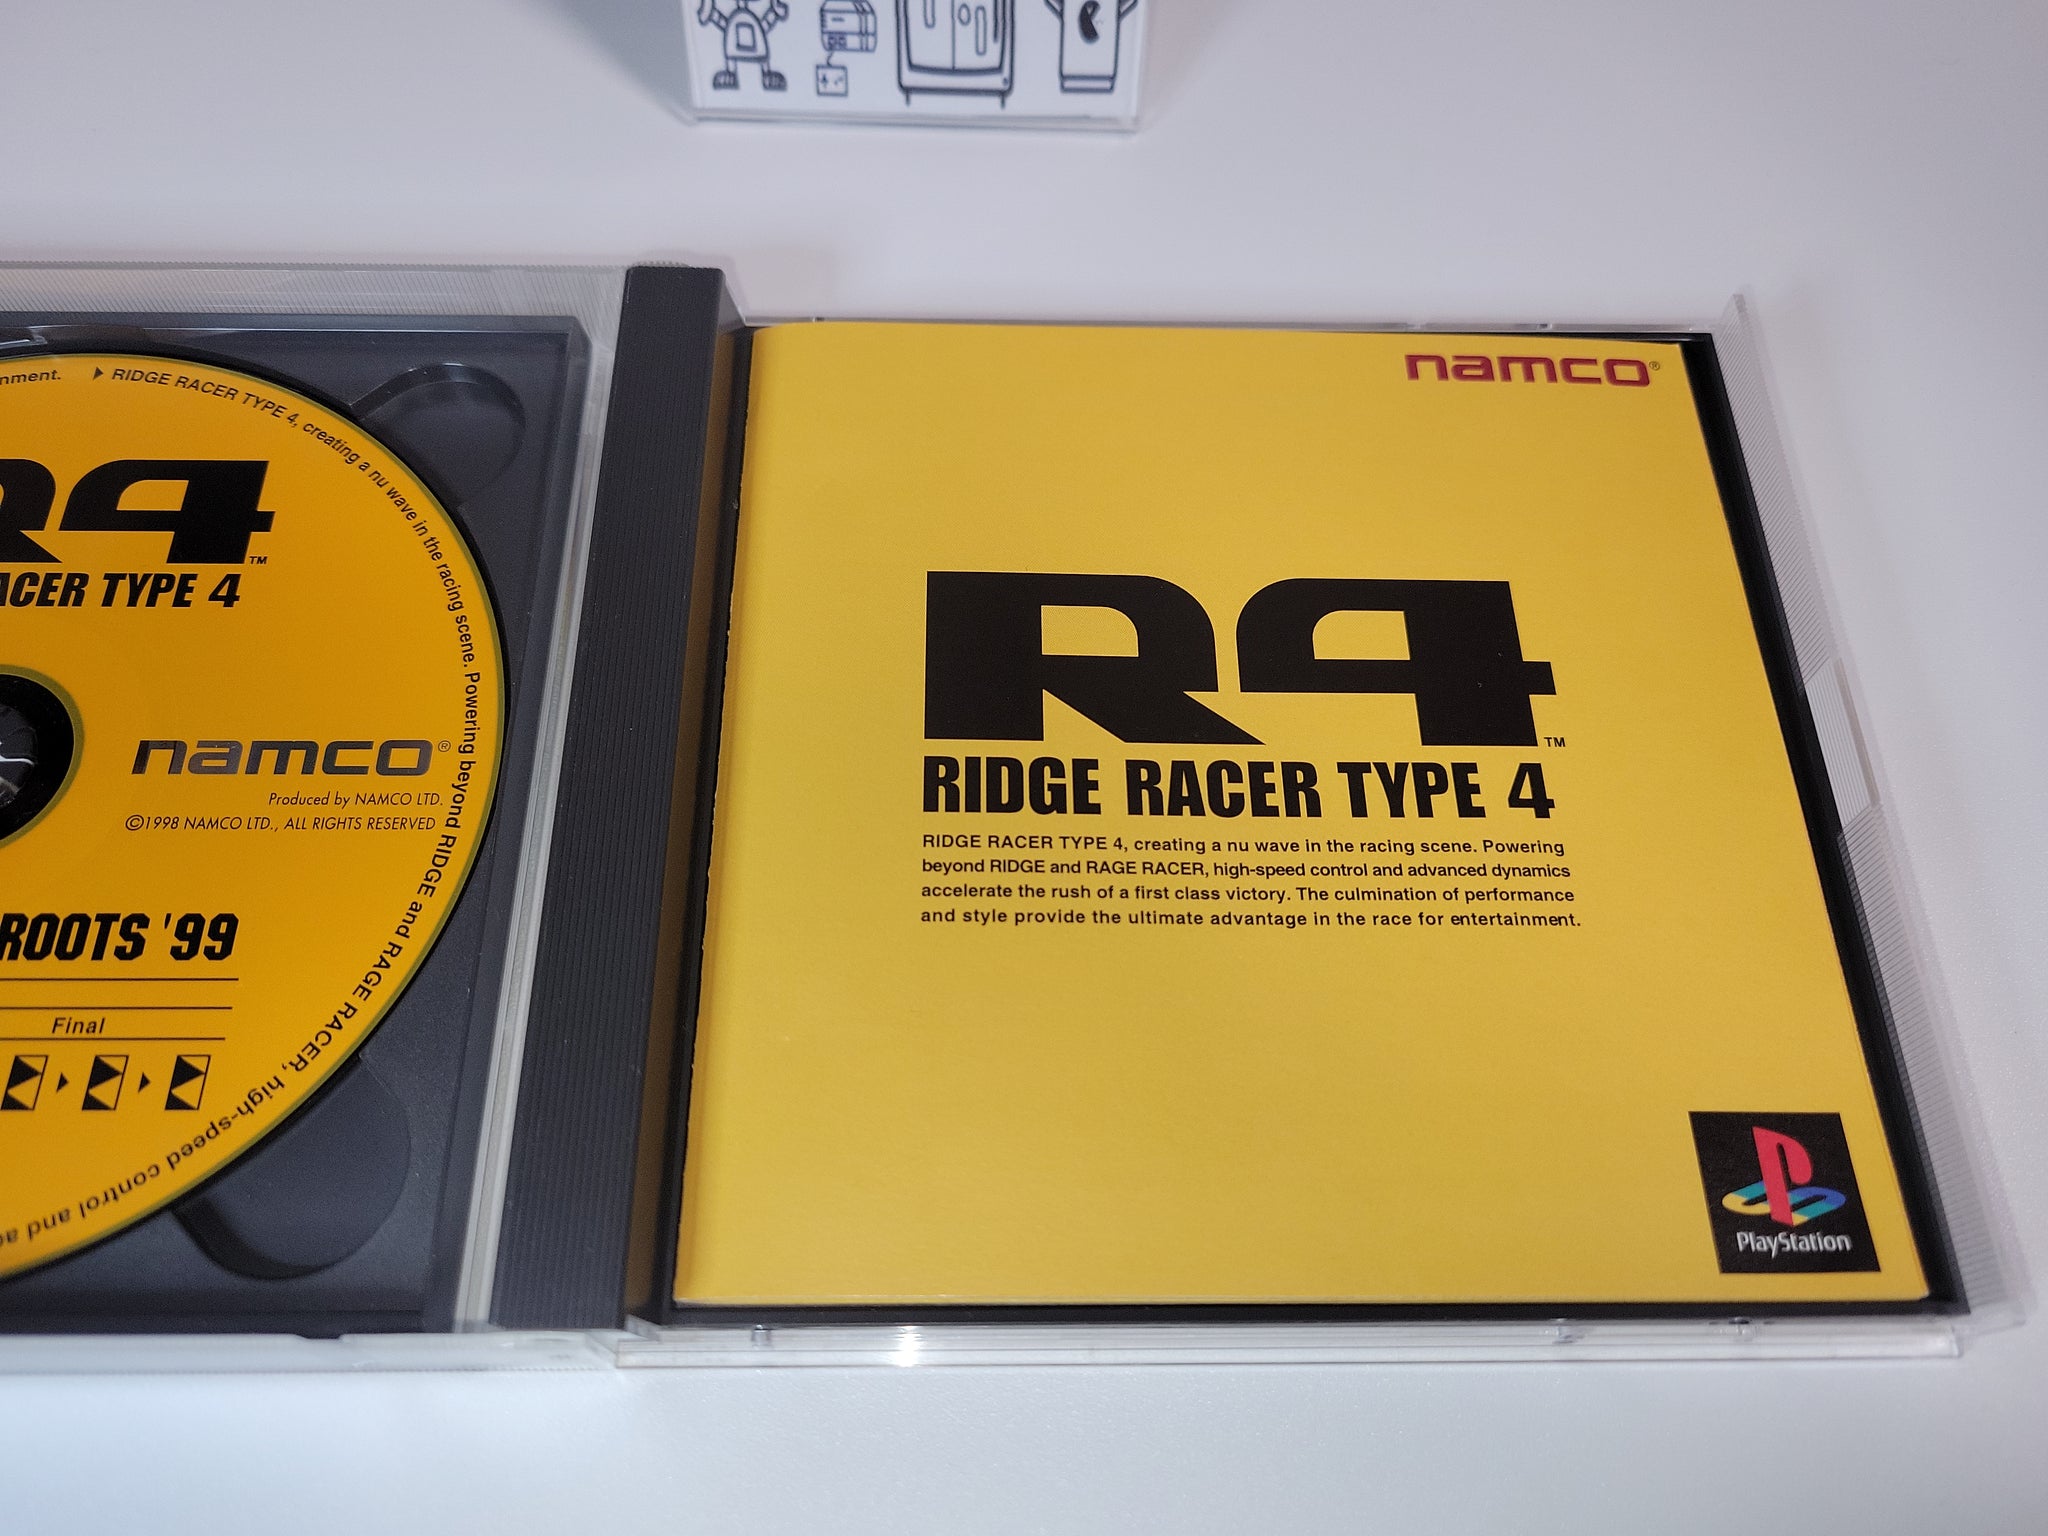 nment. ▶ RIDGE RACER TYPE 4, creating a nu wave in the racing scene. Powering beyond RIDGE and RAGE RACER, high-speed control and
R4™
RACER TYPE 4
namco®
Produced by NAMCO LTD.
©1998 NAMCO LTD., ALL RIGHTS RESERVED
ROOTS '99
Final
namco®
R4™
RIDGE RACER TYPE 4
RIDGE RACER TYPE 4, creating a nu wave in the racing scene. Powering
beyond RIDGE and RAGE RACER, high-speed control and advanced dynamics
accelerate the rush of a first class victory. The culmination of performance
and style provide the ultimate advantage in the race for entertainment.
PlayStation